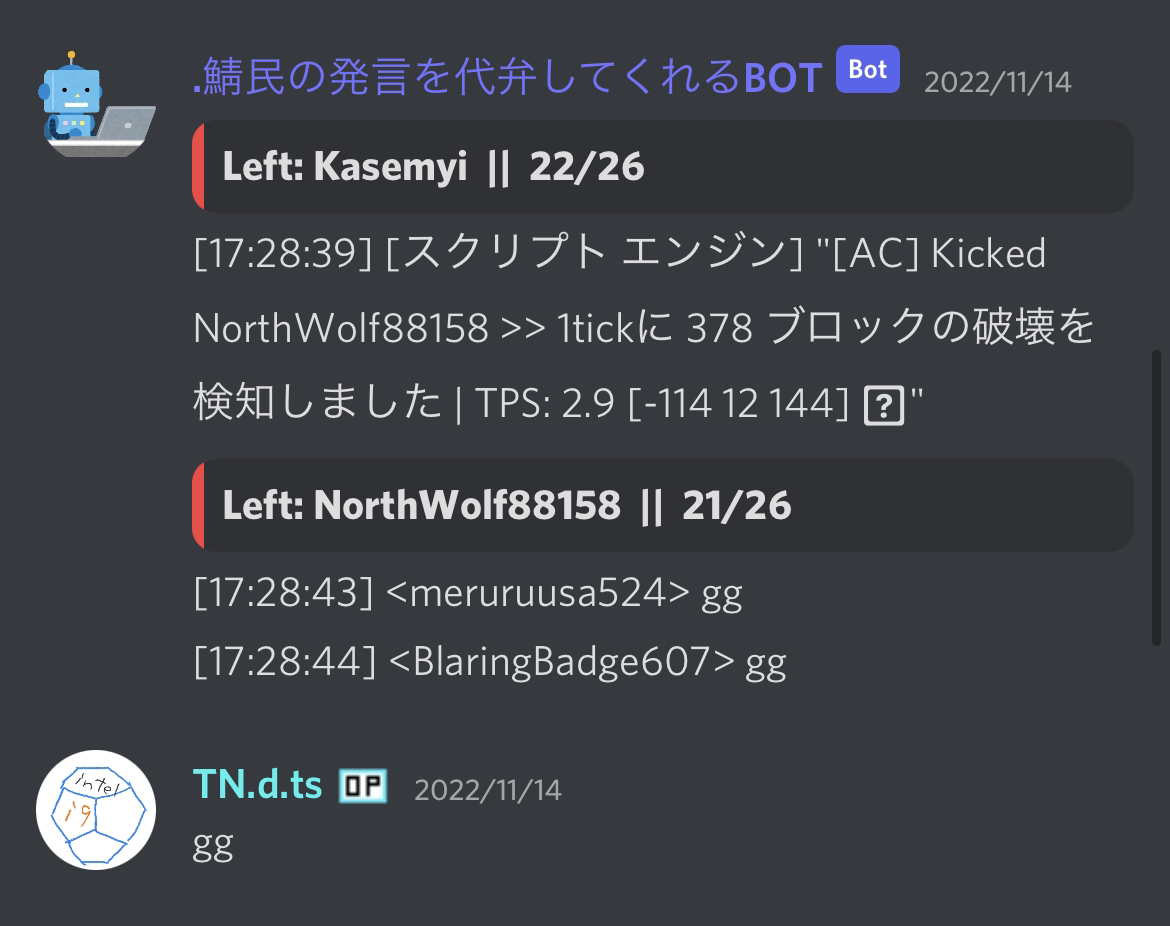 .鯖民の発言を代弁してくれるBOT Bot 2022/11/14
Left: Kasemyi || 22/26
[17:28:39] [スクリプト エンジン] "[AC] Kicked
NorthWolf88158 >> 1tickに 378 ブロックの破壊を
検知しました | TPS: 2.9 [-114 12 144] ?"
Left: NorthWolf88158 || 21/26
[17:28:43] <meruruusa524> gg
[17:28:44] <BlaringBadge607> gg
intel
i9
TN.d.ts OP 2022/11/14
gg